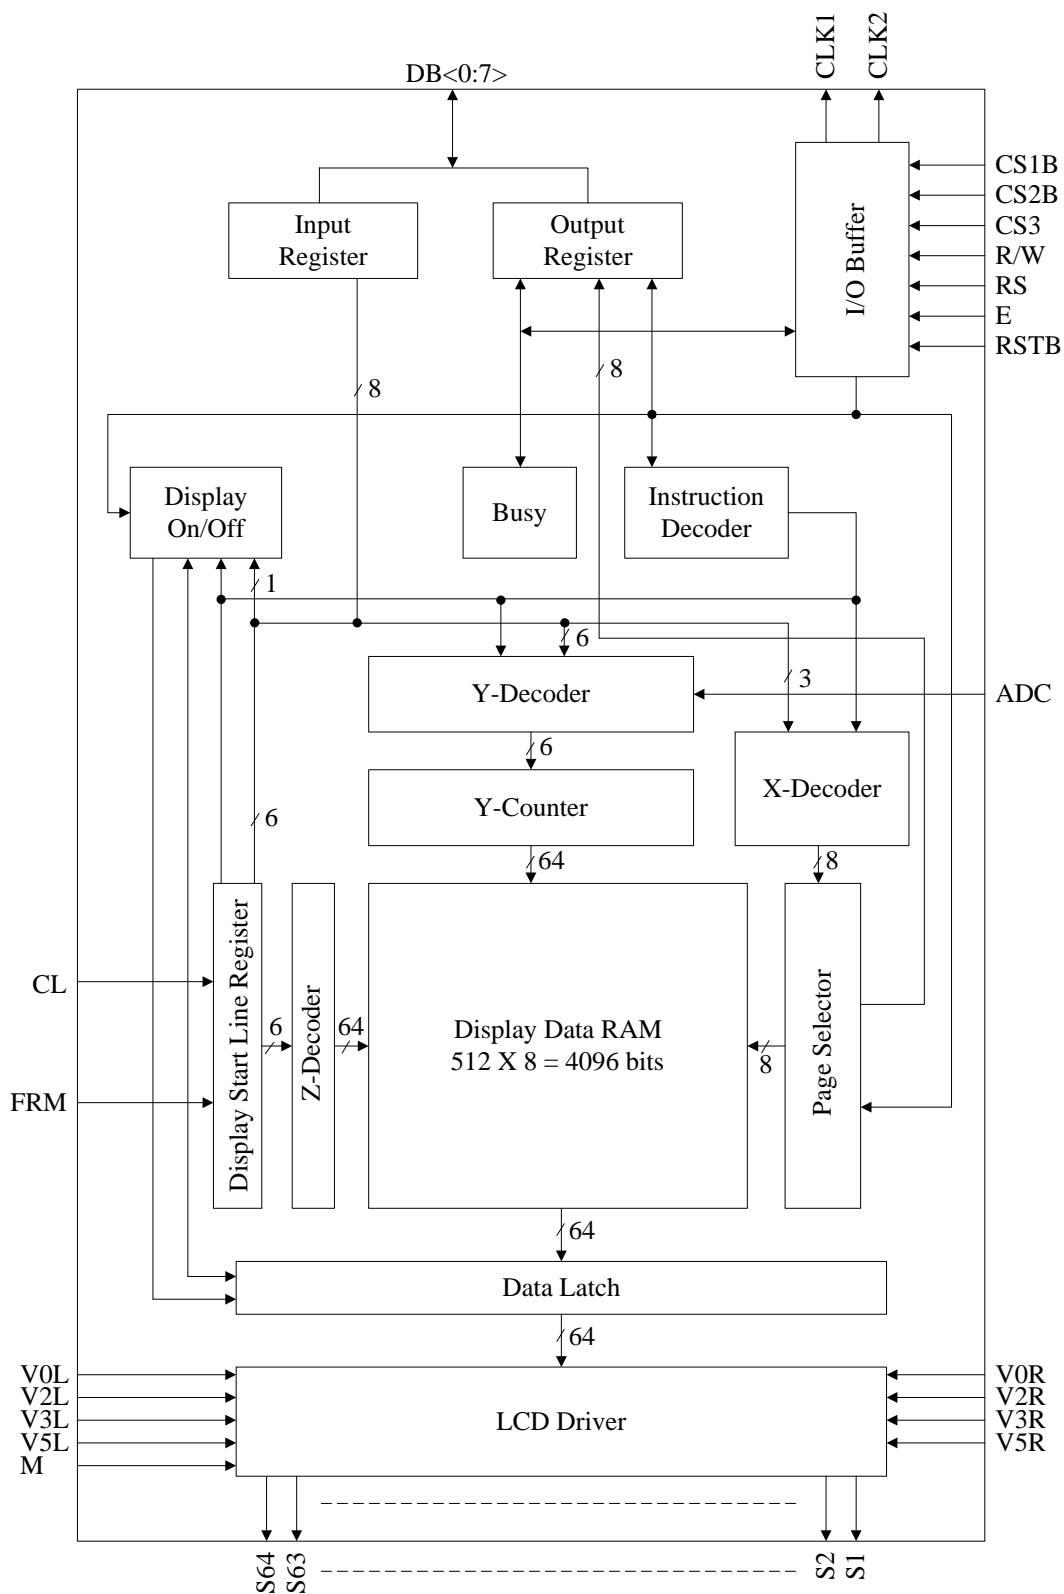 CLK1
CLK2
DB<0:7>
CS1B
CS2B
CS3
R/W
RS
E
RSTB
Input
Register
Output
Register
I/O Buffer
8
8
Display
On/Off
Busy
Instruction
Decoder
1
6
Y-Decoder
3
ADC
6
Y-Counter
X-Decoder
6
64
8
Display Start Line Register
Z-Decoder
CL
FRM
6
64
Display Data RAM
512 X 8 = 4096 bits
8
Page Selector
64
Data Latch
64
V0L
V2L
V3L
V5L
M
LCD Driver
V0R
V2R
V3R
V5R
S64
S63
S2
S1